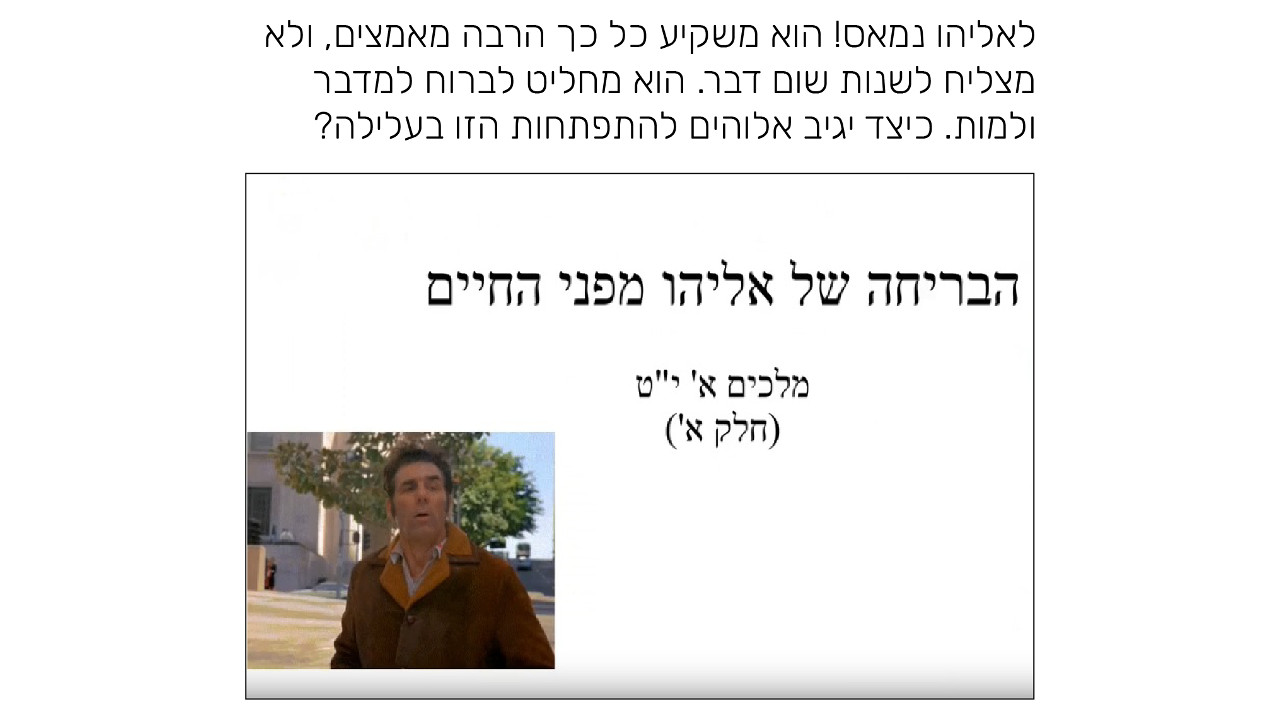 לאליהו נמאס! הוא משקיע כל כך הרבה מאמצים, ולא
מצליח לשנות שום דבר. הוא מחליט לברוח למדבר
ולמות. כיצד יגיב אלוהים להתפתחות הזו בעלילה?
הבריחה של אליהו מפני החיים
מלכים א' י"ט
(חלק א')